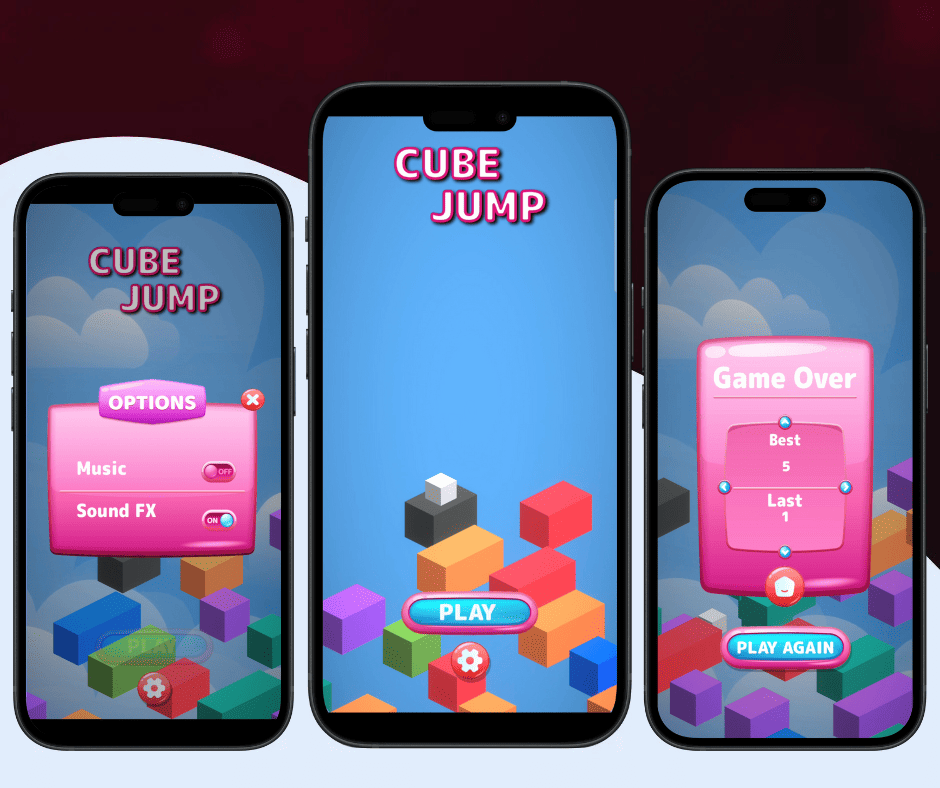 CUBE
JUMP
OPTIONS
Music
OFF
Sound FX
ON
PLAY
CUBE
JUMP
PLAY
Game Over
Best
5
Last
1
PLAY AGAIN